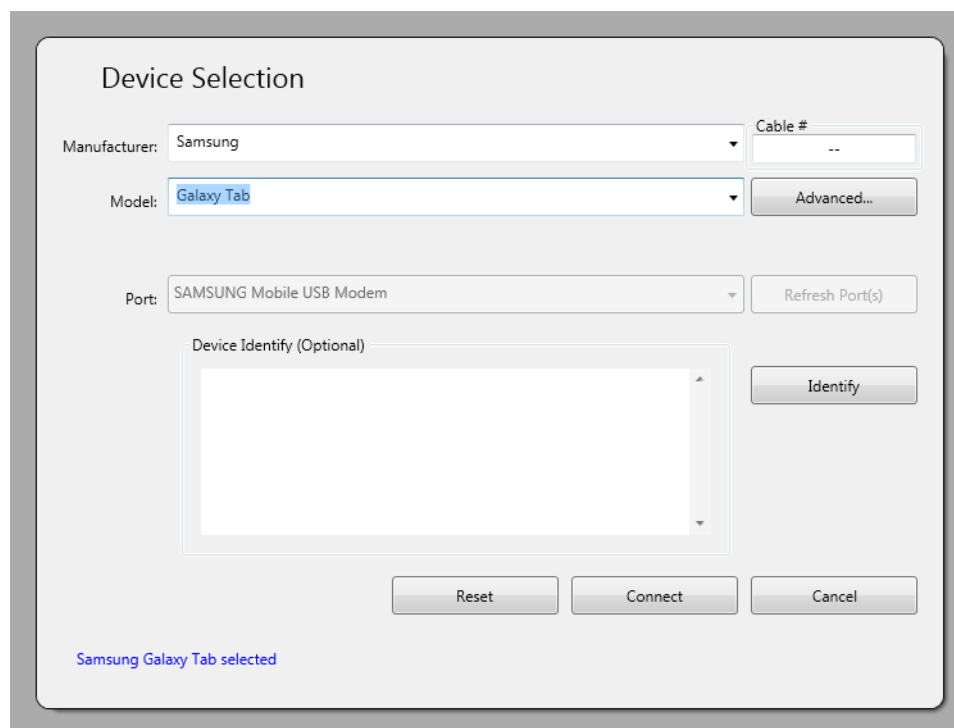 Device Selection
Manufacturer: Samsung
Cable #
--
Model: Galaxy Tab
Advanced...
Port: SAMSUNG Mobile USB Modem
Refresh Port(s)
Device Identify (Optional)
Identify
Reset
Connect
Cancel
Samsung Galaxy Tab selected